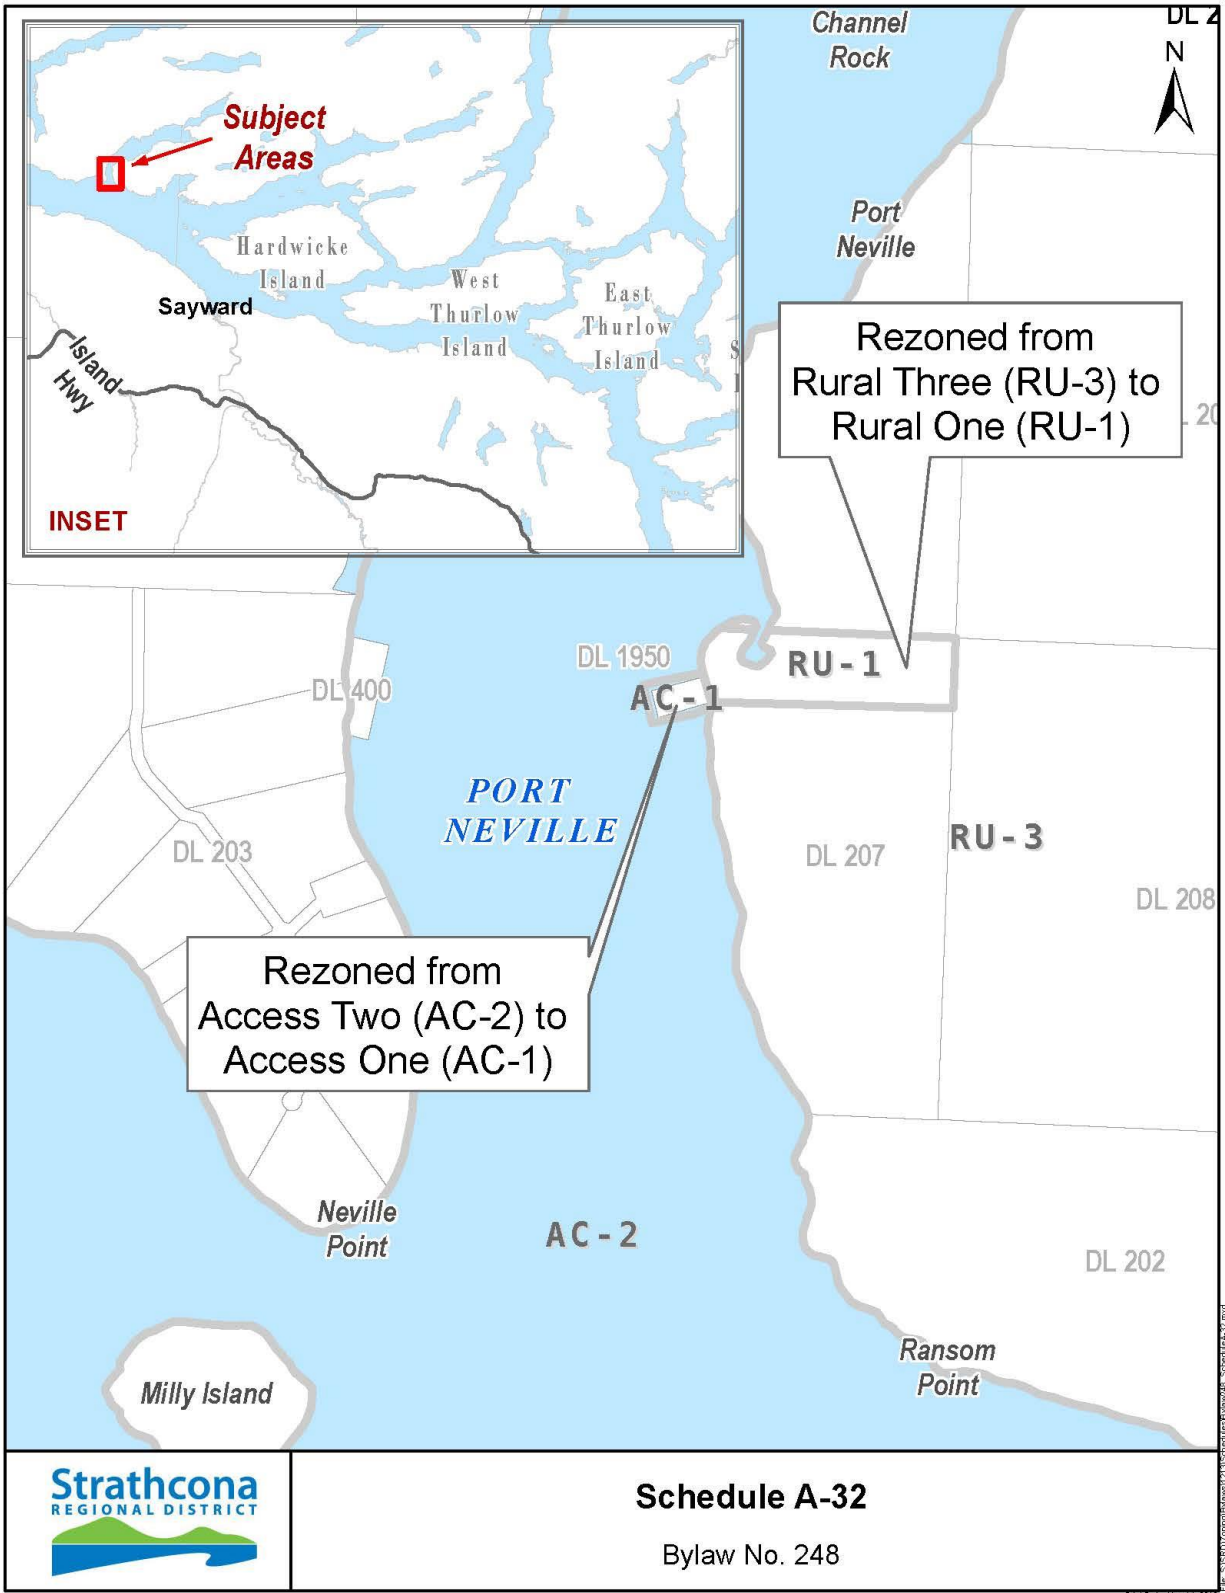 Channel
Rock
DL 2
N
Subject
Areas
Port
Neville
Hardwicke
Island
West
Thurlow
Island
East
Thurlow
Island
S
Sayward
Island
Hwy
INSET
Rezoned from
Rural Three (RU-3) to
Rural One (RU-1)
20
DL 1950
RU-1
AC-1
DL 400
PORT
NEVILLE
DL 203
DL 207
RU-3
DL 208
Rezoned from
Access Two (AC-2) to
Access One (AC-1)
Neville
Point
AC-2
DL 202
Ransom
Point
Milly Island
Strathcona
REGIONAL DISTRICT
Schedule A-32
Bylaw No. 248